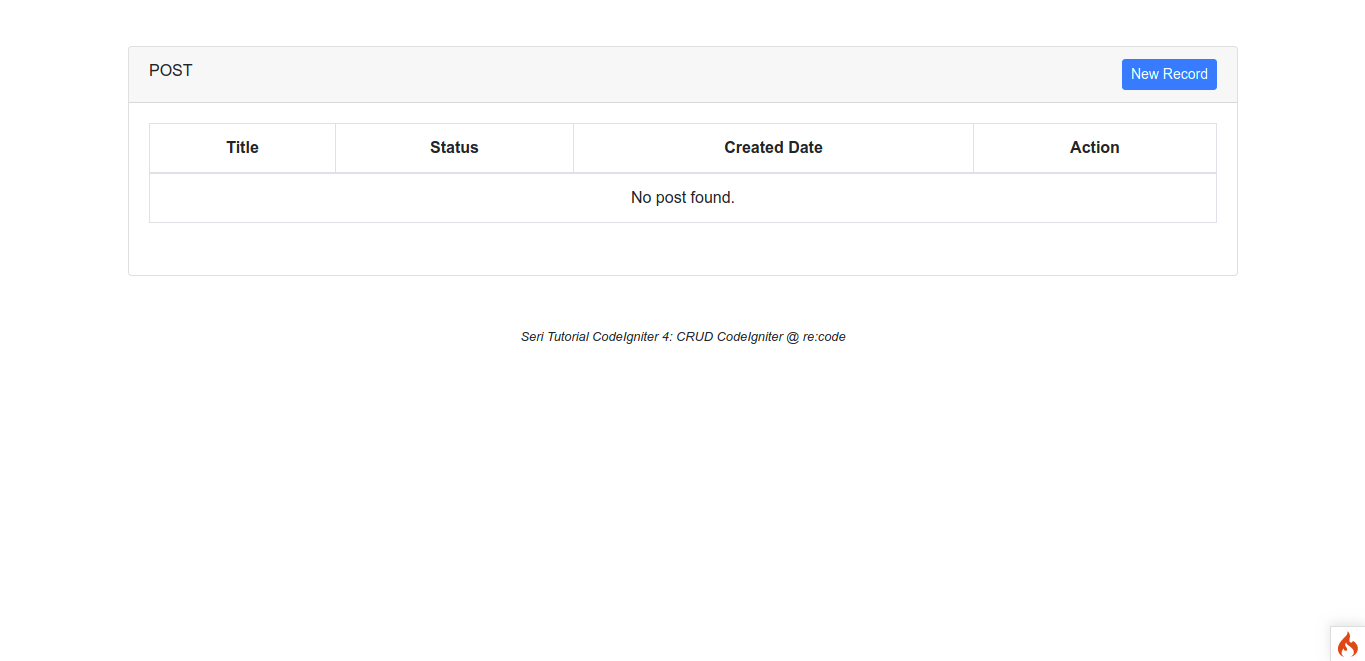 POST
New Record
Title Status Created Date Action
No post found.
Seri Tutorial CodeIgniter 4: CRUD CodeIgniter @ re:code